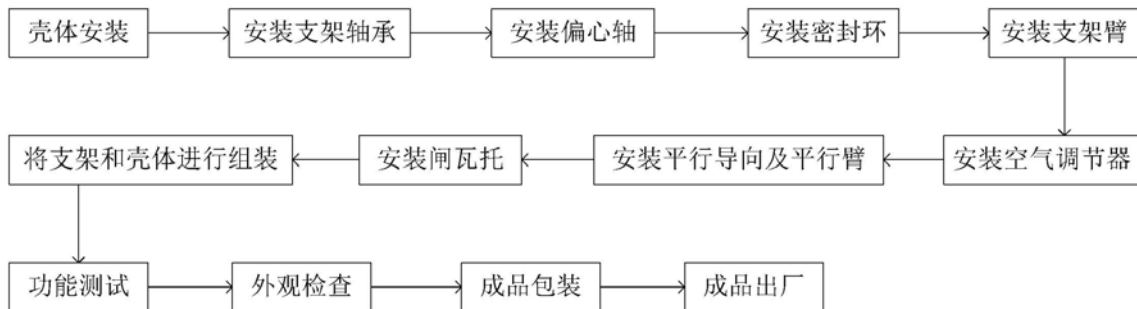 壳体安装
安装支架轴承
安装偏心轴
安装密封环
安装支架臂
安装空气调节器
安装平行导向及平行臂
安装闸瓦托
将支架和壳体进行组装
功能测试
外观检查
成品包装
成品出厂